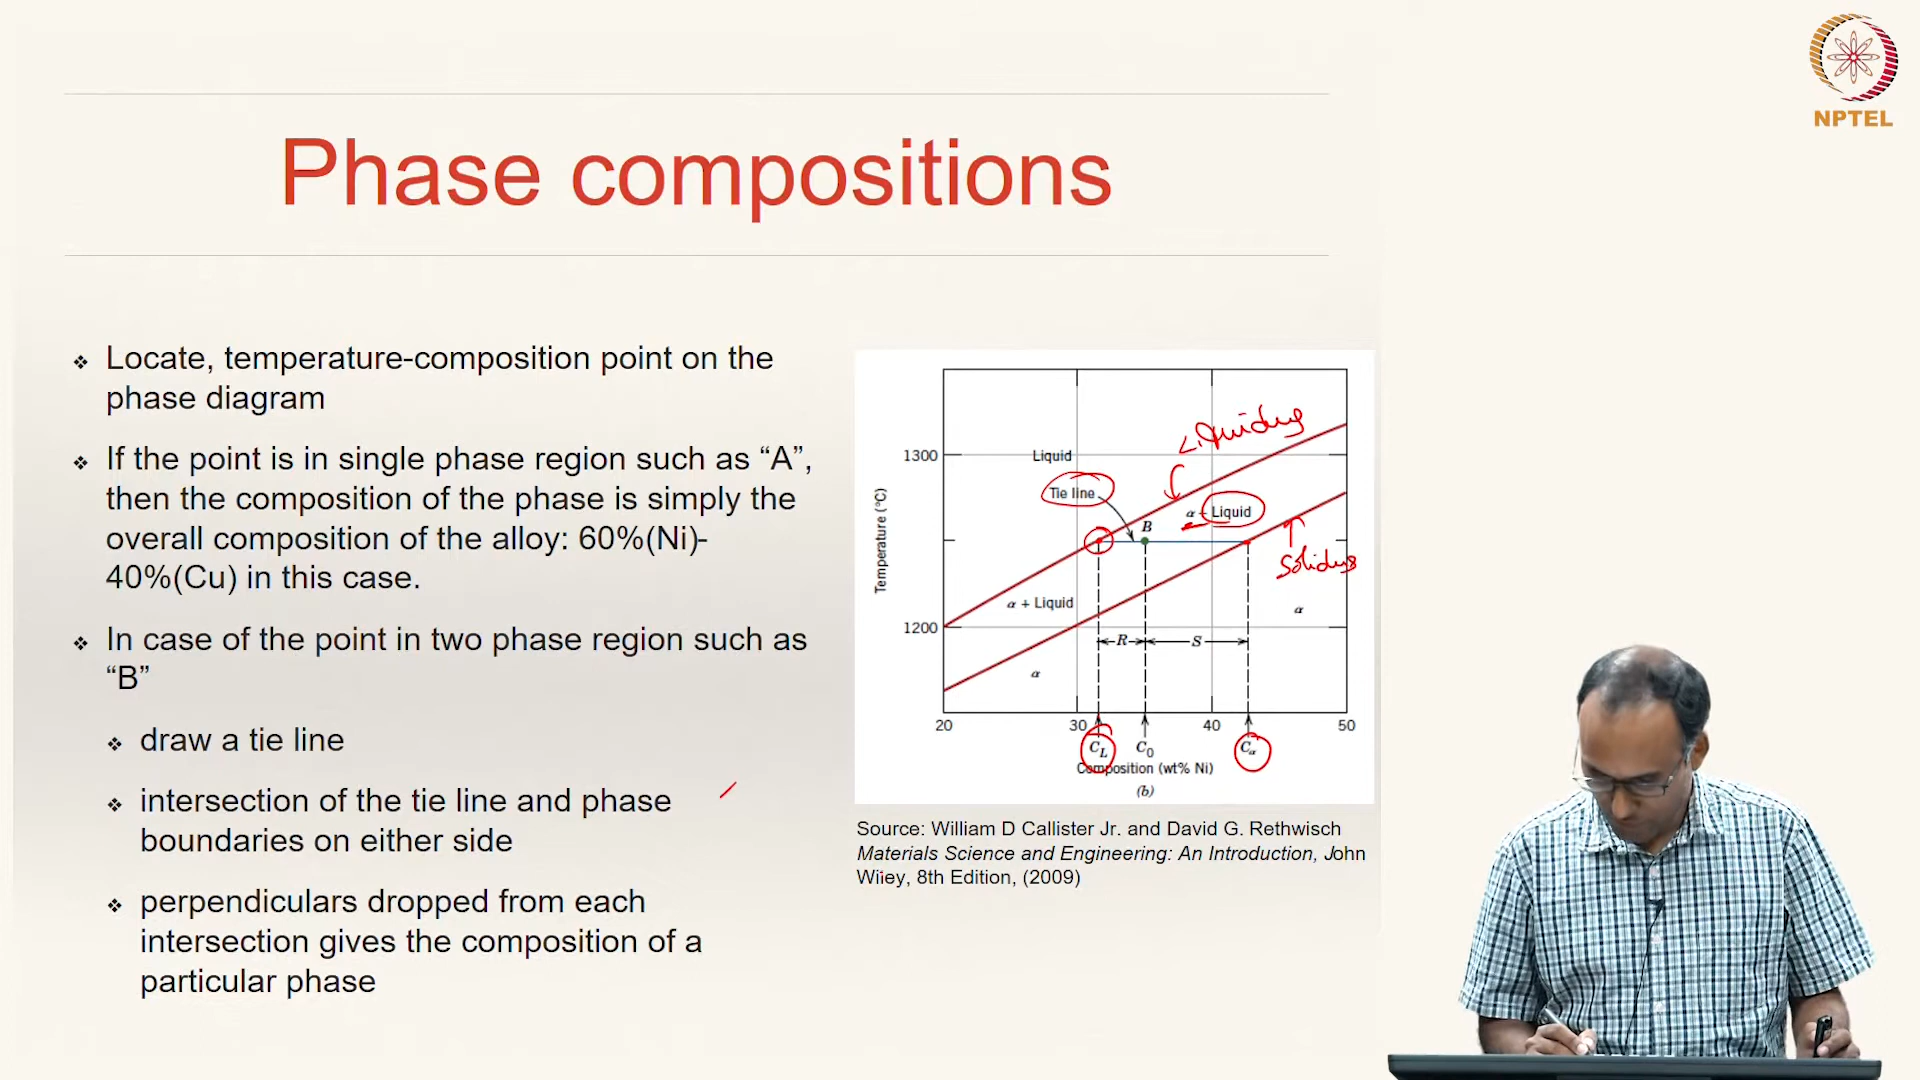 NPTEL
Phase compositions
Locate, temperature-composition point on the
phase diagram
If the point is in single phase region such as “A”,
then the composition of the phase is simply the
overall composition of the alloy: 60%(Ni)-
40%(Cu) in this case.
In case of the point in two phase region such as
“B”
draw a tie line
intersection of the tie line and phase
boundaries on either side
perpendiculars dropped from each
intersection gives the composition of a
particular phase
Liquidus
1300
Liquid
Tie line
α + Liquid
B
Solidus
Temperature (°C)
α + Liquid
α
1200
R
S
α
20 30 40 50
C_L C_0 C_α
Composition (wt% Ni)
(b)
Source: William D Callister Jr. and David G. Rethwisch
Materials Science and Engineering: An Introduction, John
Wiley, 8th Edition, (2009)